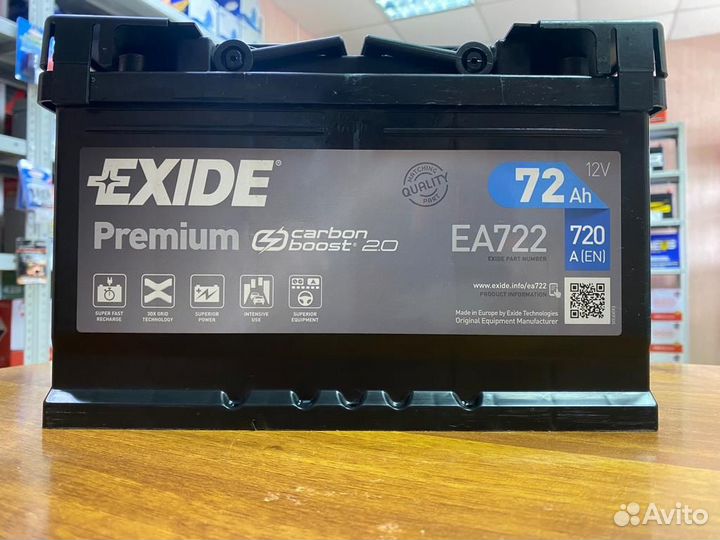 EXIDE®
MATCHING
QUALITY
PART
12V
72 Ah
Premium
carbon
boost® 2.0
EA722
EXIDE PART NUMBER
720
A (EN)
www.exide.info/ea722
PRODUCT INFORMATION
SUPER FAST
RECHARGE
3DX GRID
TECHNOLOGY
SUPERIOR
POWER
INTENSIVE
USE
SUPERIOR
EQUIPMENT
Made in Europe by Exide Technologies
Original Equipment Manufacturer
Avito